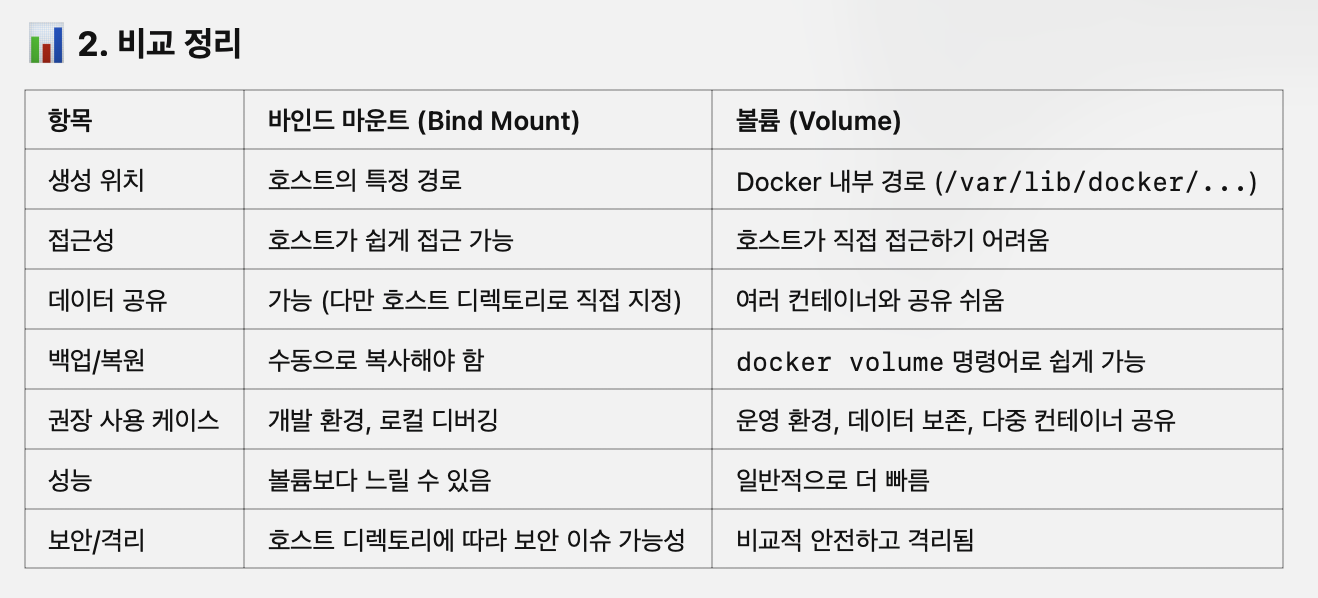 📊 2. 비교 정리
항목 바인드 마운트 (Bind Mount) 볼륨 (Volume)
생성 위치 호스트의 특정 경로 Docker 내부 경로 (/var/lib/docker/...)
접근성 호스트가 쉽게 접근 가능 호스트가 직접 접근하기 어려움
데이터 공유 가능 (다만 호스트 디렉토리로 직접 지정) 여러 컨테이너와 공유 쉬움
백업/복원 수동으로 복사해야 함 docker volume 명령어로 쉽게 가능
권장 사용 케이스 개발 환경, 로컬 디버깅 운영 환경, 데이터 보존, 다중 컨테이너 공유
성능 볼륨보다 느릴 수 있음 일반적으로 더 빠름
보안/격리 호스트 디렉토리에 따라 보안 이슈 가능성 비교적 안전하고 격리됨